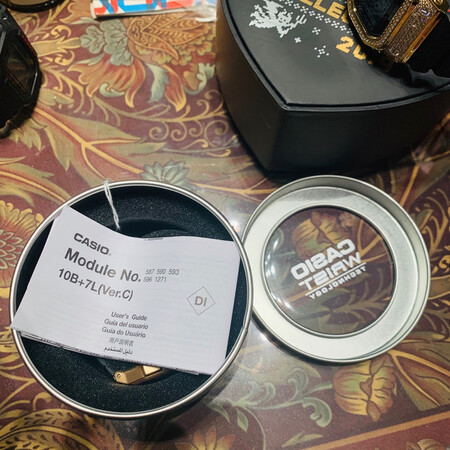 CASIO
Module No. 587 590 593
596 1271
10B+7L(Ver.C)
DI
User's Guide
Guía del usuario
Guia do Usuário
用户说明书
دليل المستخدم
CASIO
WRIST
TECHNOLOGY